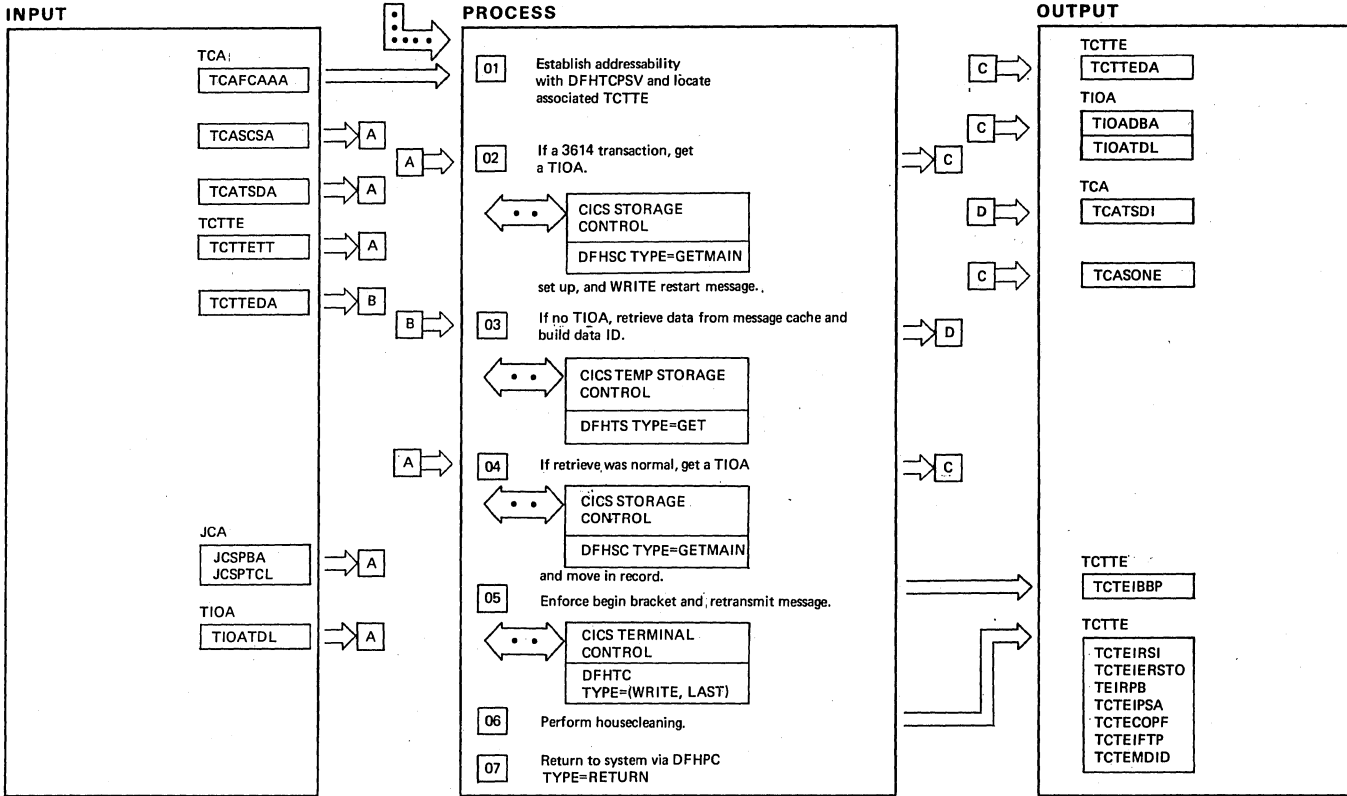 INPUT
TCA
TCAFCAAA
TCASCSA
A
TCATSDA
A
TCTTE
TCTTETT
A
TCTTEDA
B
JCA
JCSPBA
JCSPTCL
A
TIOA
TIOATDL
A
PROCESS
01
Establish addressability
with DFHTCPSV and locate
associated TCTTE
A
02
If a 3614 transaction, get
a TIOA.
C
CICS STORAGE
CONTROL
DFHSC TYPE=GETMAIN
set up, and WRITE restart message.
B
03
If no TIOA, retrieve data from message cache and
build data ID.
D
CICS TEMP STORAGE
CONTROL
DFHTS TYPE=GET
A
04
If retrieve was normal, get a TIOA
C
CICS STORAGE
CONTROL
DFHSC TYPE=GETMAIN
and move in record.
05
Enforce begin bracket and retransmit message.
CICS TERMINAL
CONTROL
DFHTC
TYPE=(WRITE, LAST)
06
Perform housecleaning.
07
Return to system via DFHPC
TYPE=RETURN
OUTPUT
TCTTE
C
TCTTEDA
TIOA
C
TIOADBA
TIOATDL
TCA
D
TCATSDI
C
TCASONE
TCTTE
TCTEIBBP
TCTTE
TCTEIRSI
TCTEIERSTO
TEIRPB
TCTEIPSA
TCTECOPF
TCTEIFTP
TCTEMDID